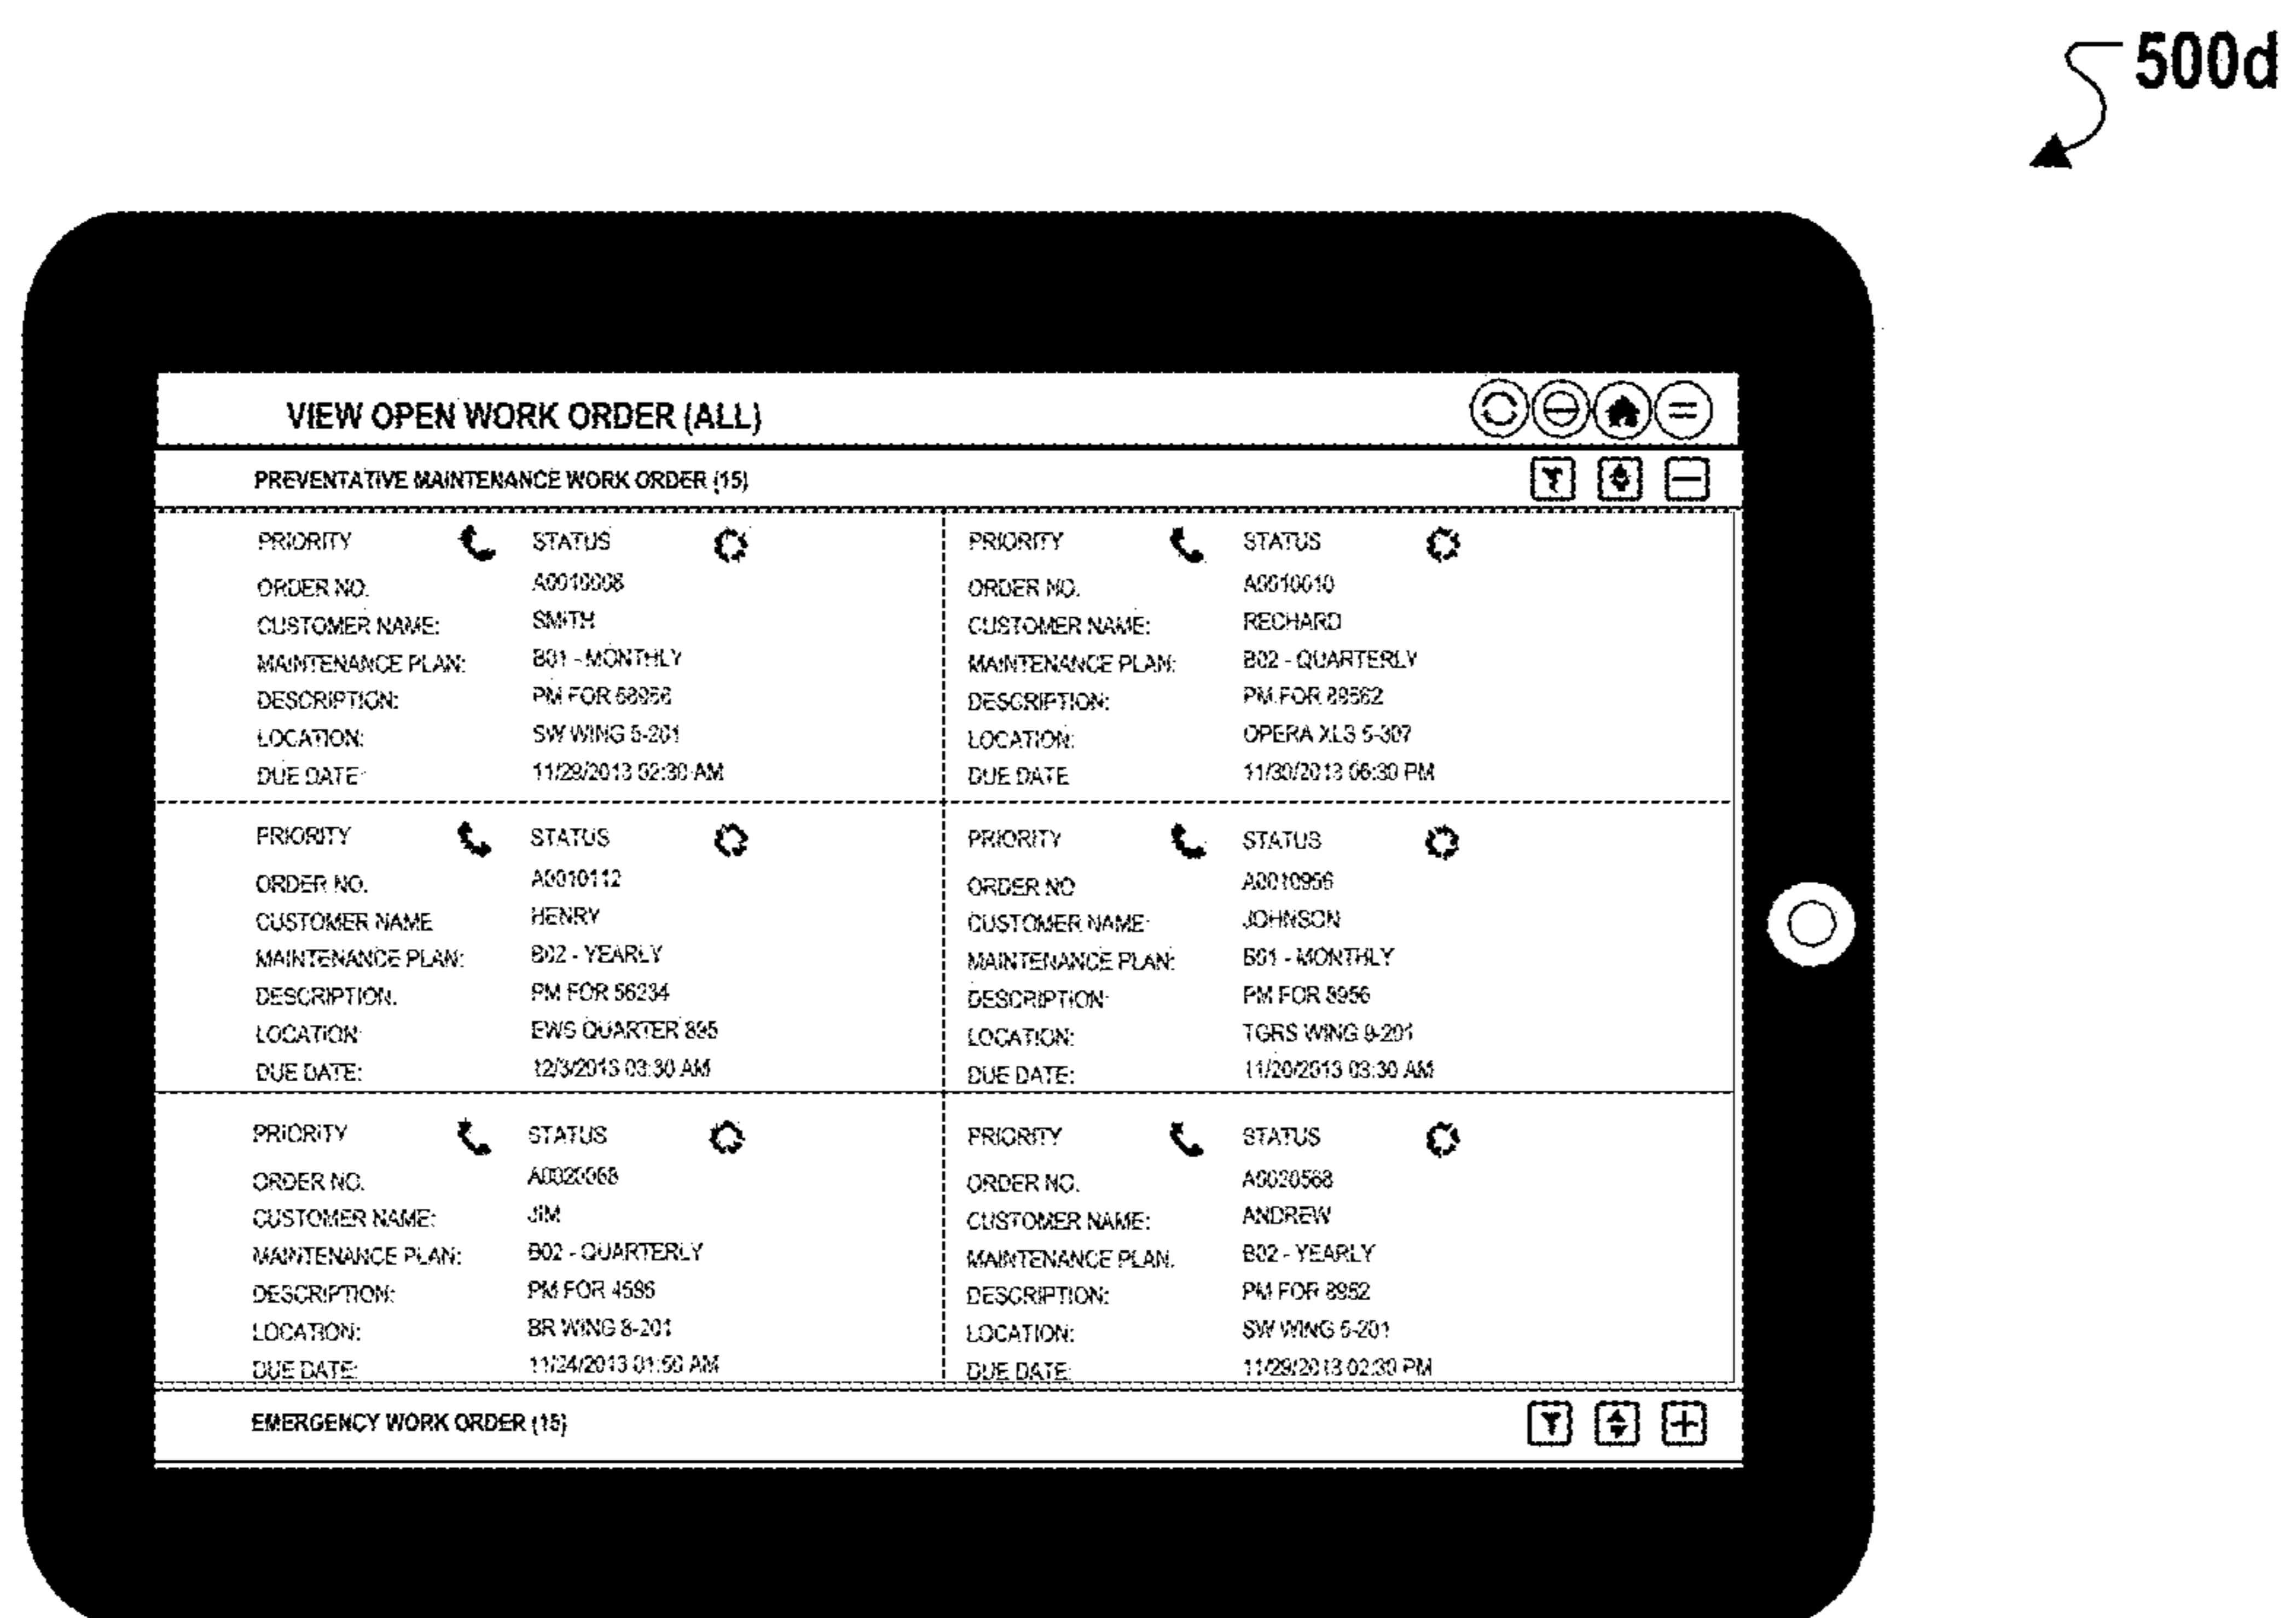 500d
VIEW OPEN WORK ORDER (ALL)
PREVENTATIVE MAINTENANCE WORK ORDER (15)
PRIORITY STATUS
ORDER NO. A0010008
CUSTOMER NAME: SMITH
MAINTENANCE PLAN: B01 - MONTHLY
DESCRIPTION: PM FOR
LOCATION: SW WING 5-201
DUE DATE: 11/29/2013 02:30 AM
PRIORITY STATUS
ORDER NO. A0010010
CUSTOMER NAME: RECHARD
MAINTENANCE PLAN: B02 - QUARTERLY
DESCRIPTION: PM FOR 89562
LOCATION: OPERA XLS 5-307
DUE DATE 11/30/2013 06:30 PM
PRIORITY STATUS
ORDER NO. A0010112
CUSTOMER NAME HENRY
MAINTENANCE PLAN: B02 - YEARLY
DESCRIPTION. PM FOR 56234
LOCATION: EWS QUARTER 895
DUE DATE: 12/3/2013 03:30 AM
PRIORITY STATUS
ORDER NO A0010956
CUSTOMER NAME: JOHNSON
MAINTENANCE PLAN: B01 - MONTHLY
DESCRIPTION: PM FOR 8956
LOCATION: TGRS WING 9-201
DUE DATE: 11/20/2013 03:30 AM
PRIORITY STATUS
ORDER NO.
CUSTOMER NAME: JIM
MAINTENANCE PLAN: B02 - QUARTERLY
DESCRIPTION: PM FOR 4586
LOCATION: BR WING 8-201
DUE DATE: 11/24/2013 01:50 AM
PRIORITY STATUS
ORDER NO. A0020568
CUSTOMER NAME: ANDREW
MAINTENANCE PLAN. B02 - YEARLY
DESCRIPTION: PM FOR 8952
LOCATION: SW WING 5-201
DUE DATE: 11/29/2013 02:30 PM
EMERGENCY WORK ORDER (15)